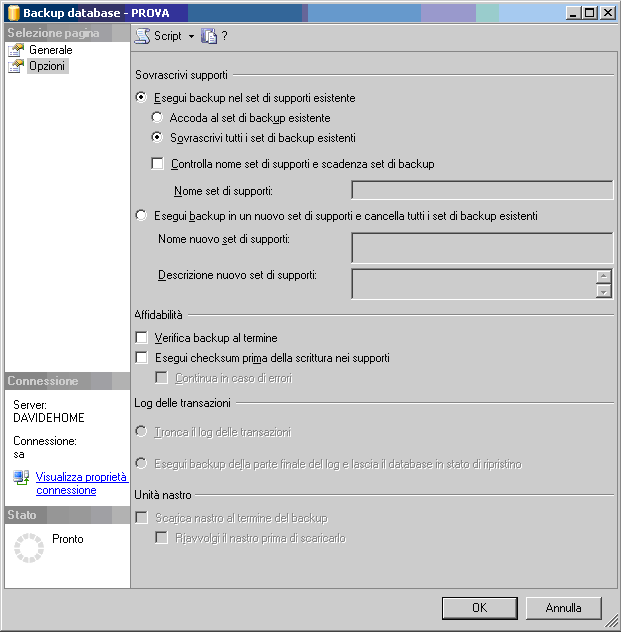 Backup database - PROVA
Selezione pagina
Generale
Opzioni
Script ?
Sovrascrivi supporti
Esegui backup nel set di supporti esistente
Accoda al set di backup esistente
Sovrascrivi tutti i set di backup esistenti
Controlla nome set di supporti e scadenza set di backup
Nome set di supporti:
Esegui backup in un nuovo set di supporti e cancella tutti i set di backup esistenti
Nome nuovo set di supporti:
Descrizione nuovo set di supporti:
Affidabilità
Verifica backup al termine
Esegui checksum prima della scrittura nei supporti
Continua in caso di errori
Log delle transazioni
Tronca il log delle transazioni
Esegui backup della parte finale del log e lascia il database in stato di ripristino
Unità nastro
Scarica nastro al termine del backup
Riavvolgi il nastro prima di scaricarlo
Connessione
Server:
DAVIDEHOME
Connessione:
sa
Visualizza proprietà
connessione
Stato
Pronto
OK
Annulla